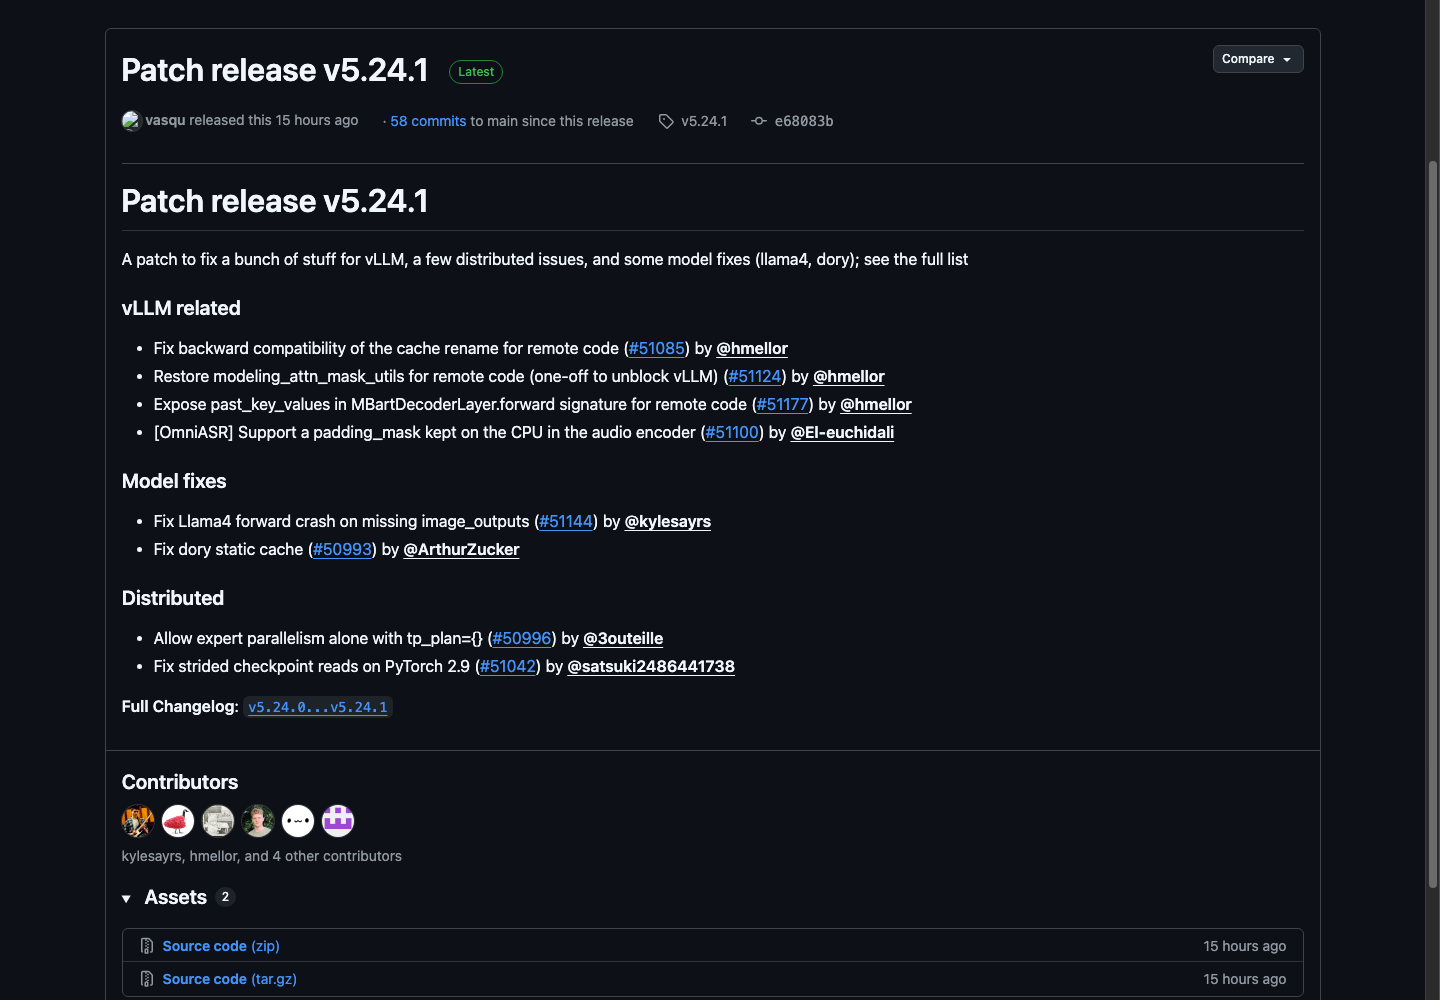 Patch release v5.24.1 Latest
Compare
vasqu released this 15 hours ago · 58 commits to main since this release v5.24.1 e68083b
Patch release v5.24.1
A patch to fix a bunch of stuff for vLLM, a few distributed issues, and some model fixes (llama4, dory); see the full list
vLLM related
• Fix backward compatibility of the cache rename for remote code (#51085) by @hmellor
• Restore modeling_attn_mask_utils for remote code (one-off to unblock vLLM) (#51124) by @hmellor
• Expose past_key_values in MBartDecoderLayer.forward signature for remote code (#51177) by @hmellor
• [OmniASR] Support a padding_mask kept on the CPU in the audio encoder (#51100) by @El-euchidali
Model fixes
• Fix Llama4 forward crash on missing image_outputs (#51144) by @kylesayrs
• Fix dory static cache (#50993) by @ArthurZucker
Distributed
• Allow expert parallelism alone with tp_plan={} (#50996) by @3outeille
• Fix strided checkpoint reads on PyTorch 2.9 (#51042) by @satsuki2486441738
Full Changelog: v5.24.0...v5.24.1
Contributors
kylesayrs, hmellor, and 4 other contributors
Assets 2
Source code (zip) 15 hours ago
Source code (tar.gz) 15 hours ago